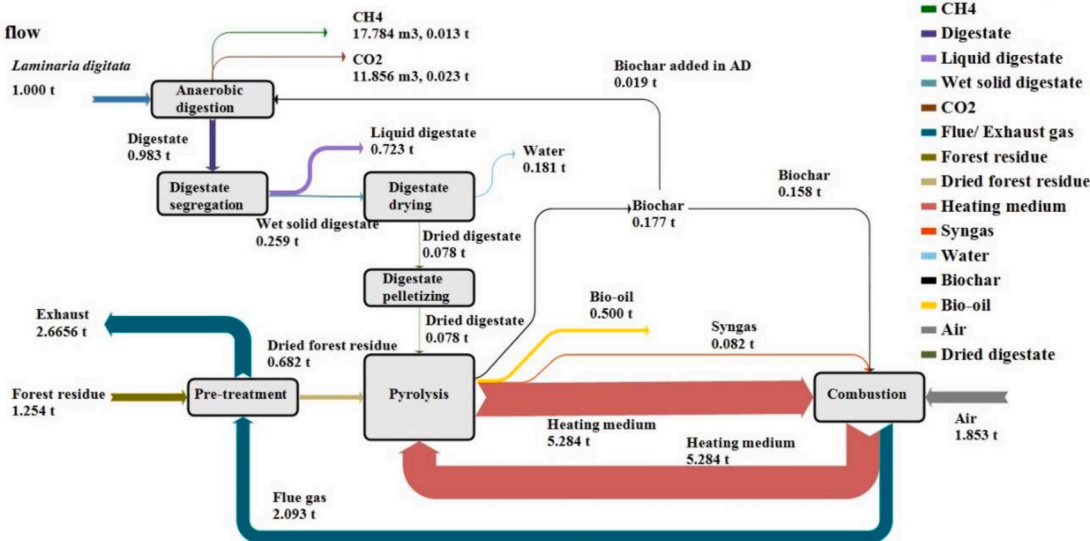 flow
CH4
17.784 m3, 0.013 t
CO2
11.856 m3, 0.023 t
Laminaria digitata
1.000 t
Anaerobic
digestion
Biochar added in AD
0.019 t
Digestate
0.983 t
Liquid digestate
0.723 t
Water
0.181 t
Digestate
segregation
Digestate
drying
Wet solid digestate
0.259 t
Biochar
0.177 t
Biochar
0.158 t
Dried digestate
0.078 t
Digestate
pelletizing
Dried digestate
0.078 t
Exhaust
2.6656 t
Dried forest residue
0.682 t
Bio-oil
0.500 t
Syngas
0.082 t
Forest residue
1.254 t
Pre-treatment
Pyrolysis
Combustion
Air
1.853 t
Heating medium
5.284 t
Heating medium
5.284 t
Flue gas
2.093 t
CH4
Digestate
Liquid digestate
Wet solid digestate
CO2
Flue/ Exhaust gas
Forest residue
Dried forest residue
Heating medium
Syngas
Water
Biochar
Bio-oil
Air
Dried digestate